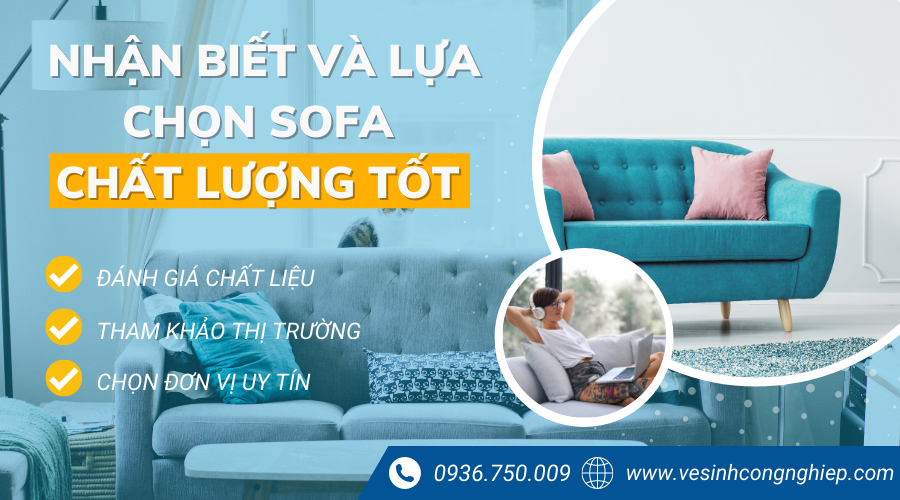 NHẬN BIẾT VÀ LỰA
CHỌN SOFA
CHẤT LƯỢNG TỐT
ĐÁNH GIÁ CHẤT LIỆU
THAM KHẢO THỊ TRƯỜNG
CHỌN ĐƠN VỊ UY TÍN
0936.750.009 www.vesinhcongnghiep.com